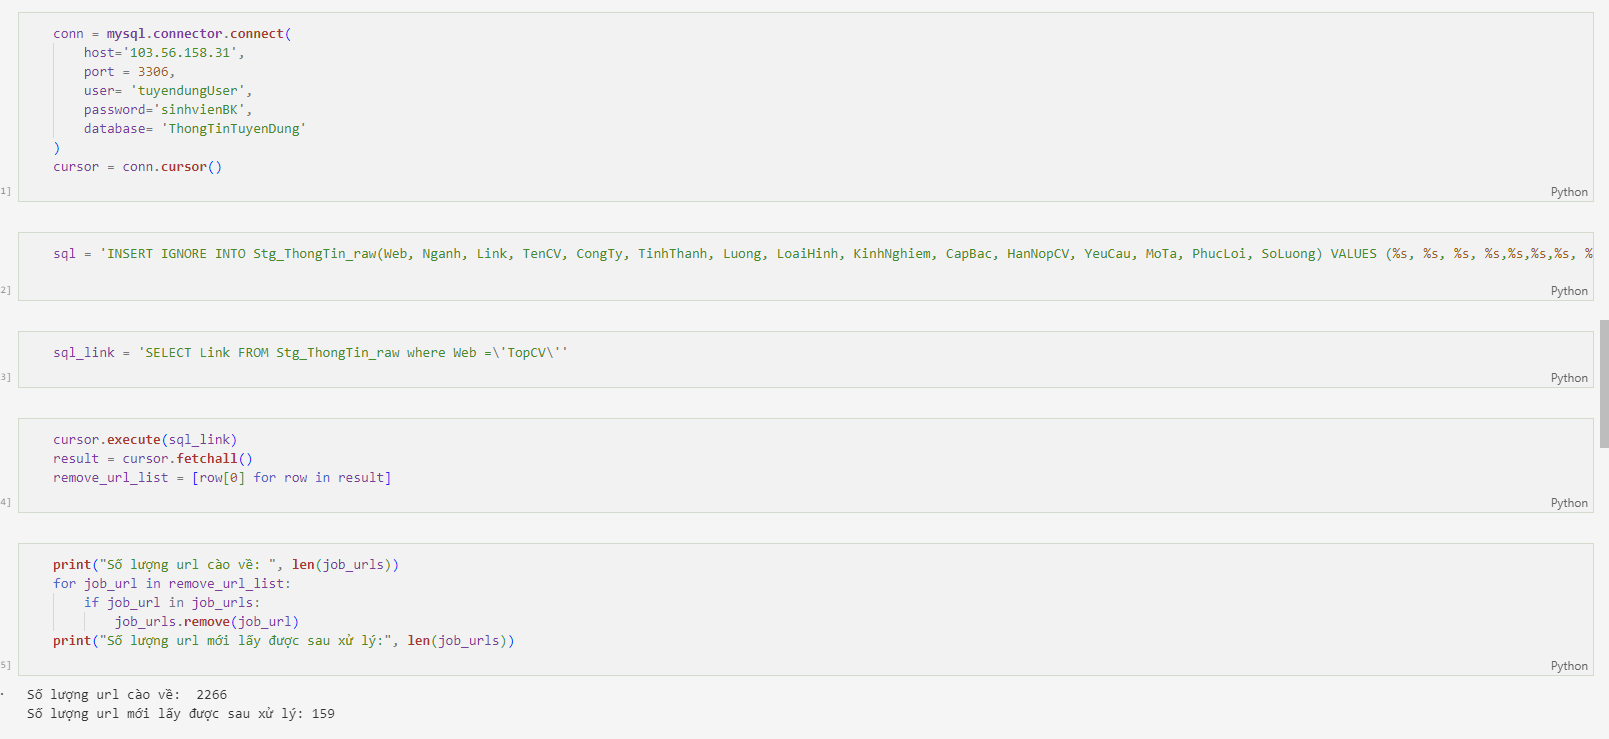 conn = mysql.connector.connect(
host='103.56.158.31',
port = 3306,
user= 'tuyendungUser',
password='sinhvienBK',
database= 'ThongTinTuyenDung'
)
cursor = conn.cursor()
1]
Python
sql = 'INSERT IGNORE INTO Stg_ThongTin_raw(Web, Nganh, Link, TenCV, CongTy, TinhThanh, Luong, LoaiHinh, KinhNghiem, CapBac, HanNopCV, YeuCau, MoTa, PhucLoi, SoLuong) VALUES (%s, %s, %s, %s,%s,%s,%s, %
2]
Python
sql_link = 'SELECT Link FROM Stg_ThongTin_raw where Web =\'TopCV\''
3]
Python
cursor.execute(sql_link)
result = cursor.fetchall()
remove_url_list = [row[0] for row in result]
4]
Python
print("Số lượng url cào về: ", len(job_urls))
for job_url in remove_url_list:
if job_url in job_urls:
job_urls.remove(job_url)
print("Số lượng url mới lấy được sau xử lý:", len(job_urls))
5]
Python
Số lượng url cào về:  2266
Số lượng url mới lấy được sau xử lý: 159